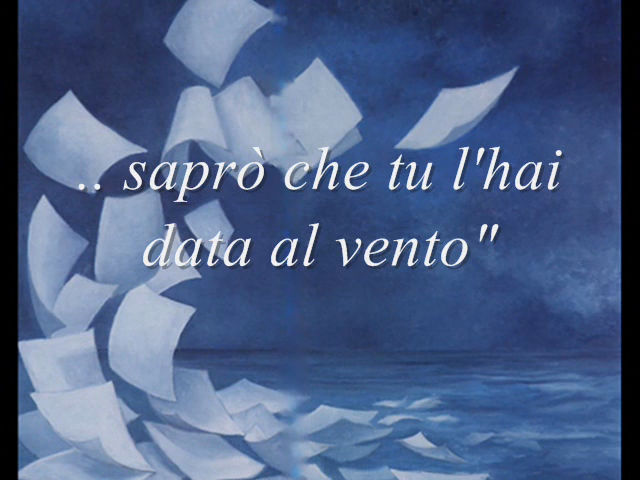 .. saprò che tu l'hai
data al vento"